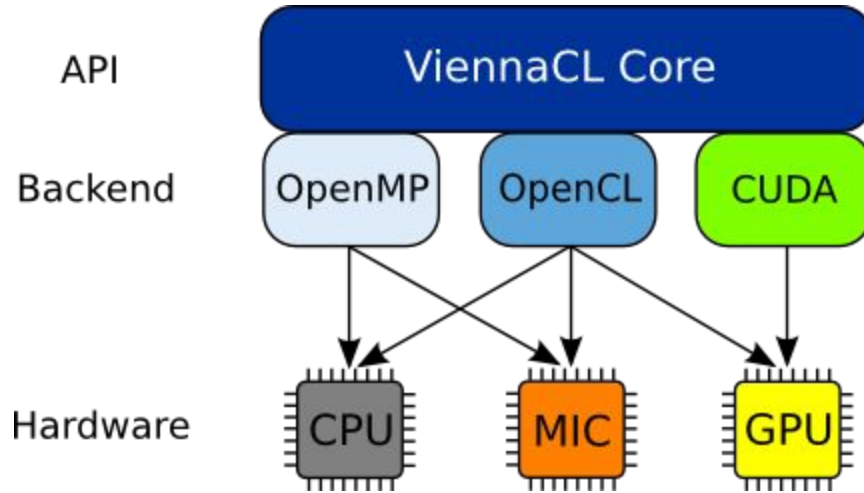 API
ViennaCL Core
Backend
OpenMP
OpenCL
CUDA
Hardware
CPU
MIC
GPU